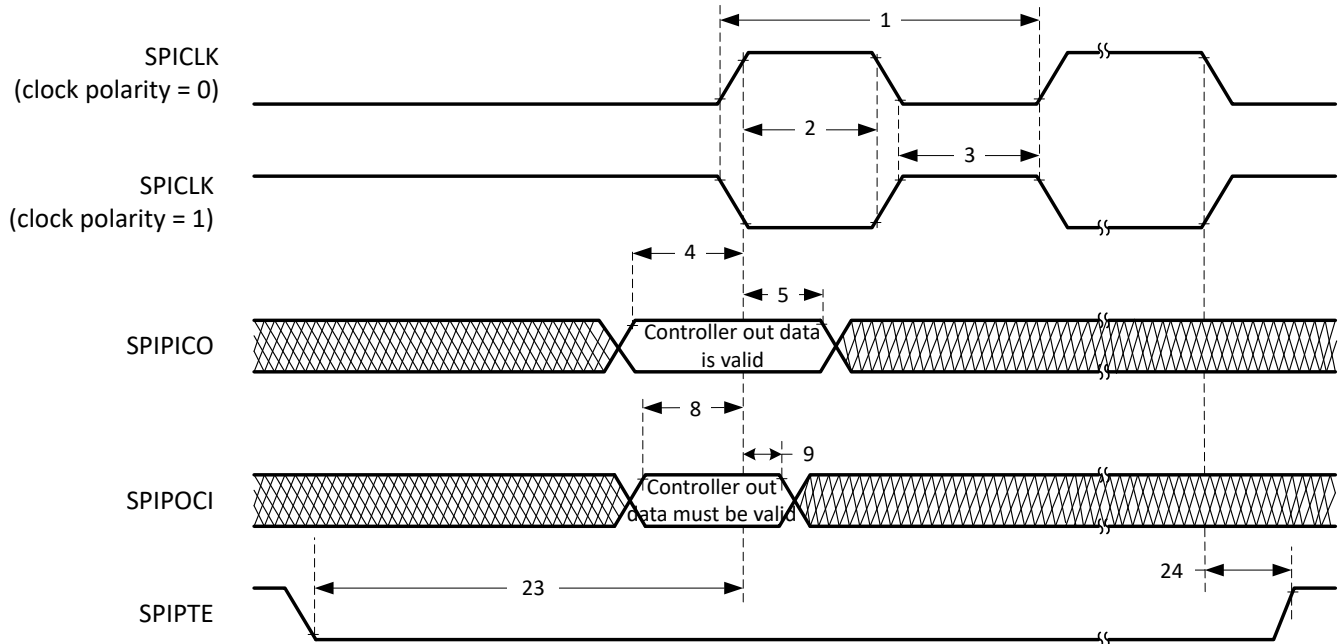 1
SPICLK
(clock polarity = 0)
2
3
SPICLK
(clock polarity = 1)
4
5
SPIPICO
Controller out data
is valid
8
9
SPIPOCI
Controller out
data must be valid
23
24
SPIPTE